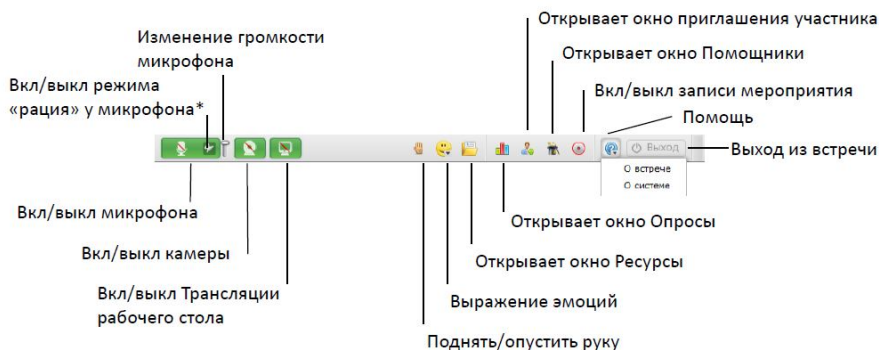 Открывает окно приглашения участника
Изменение громкости
микрофона
Открывает окно Помощники
Вкл/выкл режима
«рация» у микрофона*
Вкл/выкл записи мероприятия
Помощь
Выход
Выход из встречи
О встрече
О системе
Вкл/выкл микрофона
Открывает окно Опросы
Вкл/выкл камеры
Открывает окно Ресурсы
Вкл/выкл Трансляции
рабочего стола
Выражение эмоций
Поднять/опустить руку